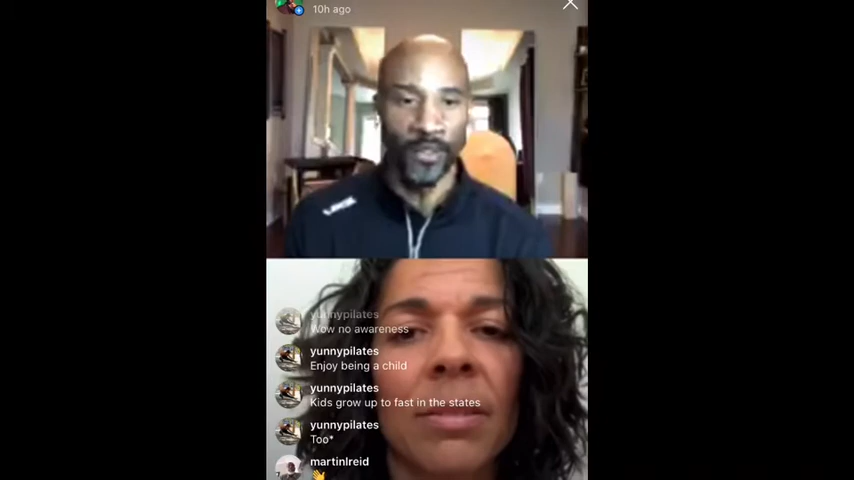 10h ago
yunnypilates
Wow no awareness
yunnypilates
Enjoy being a child
yunnypilates
Kids grow up to fast in the states
yunnypilates
Too*
martinlreid